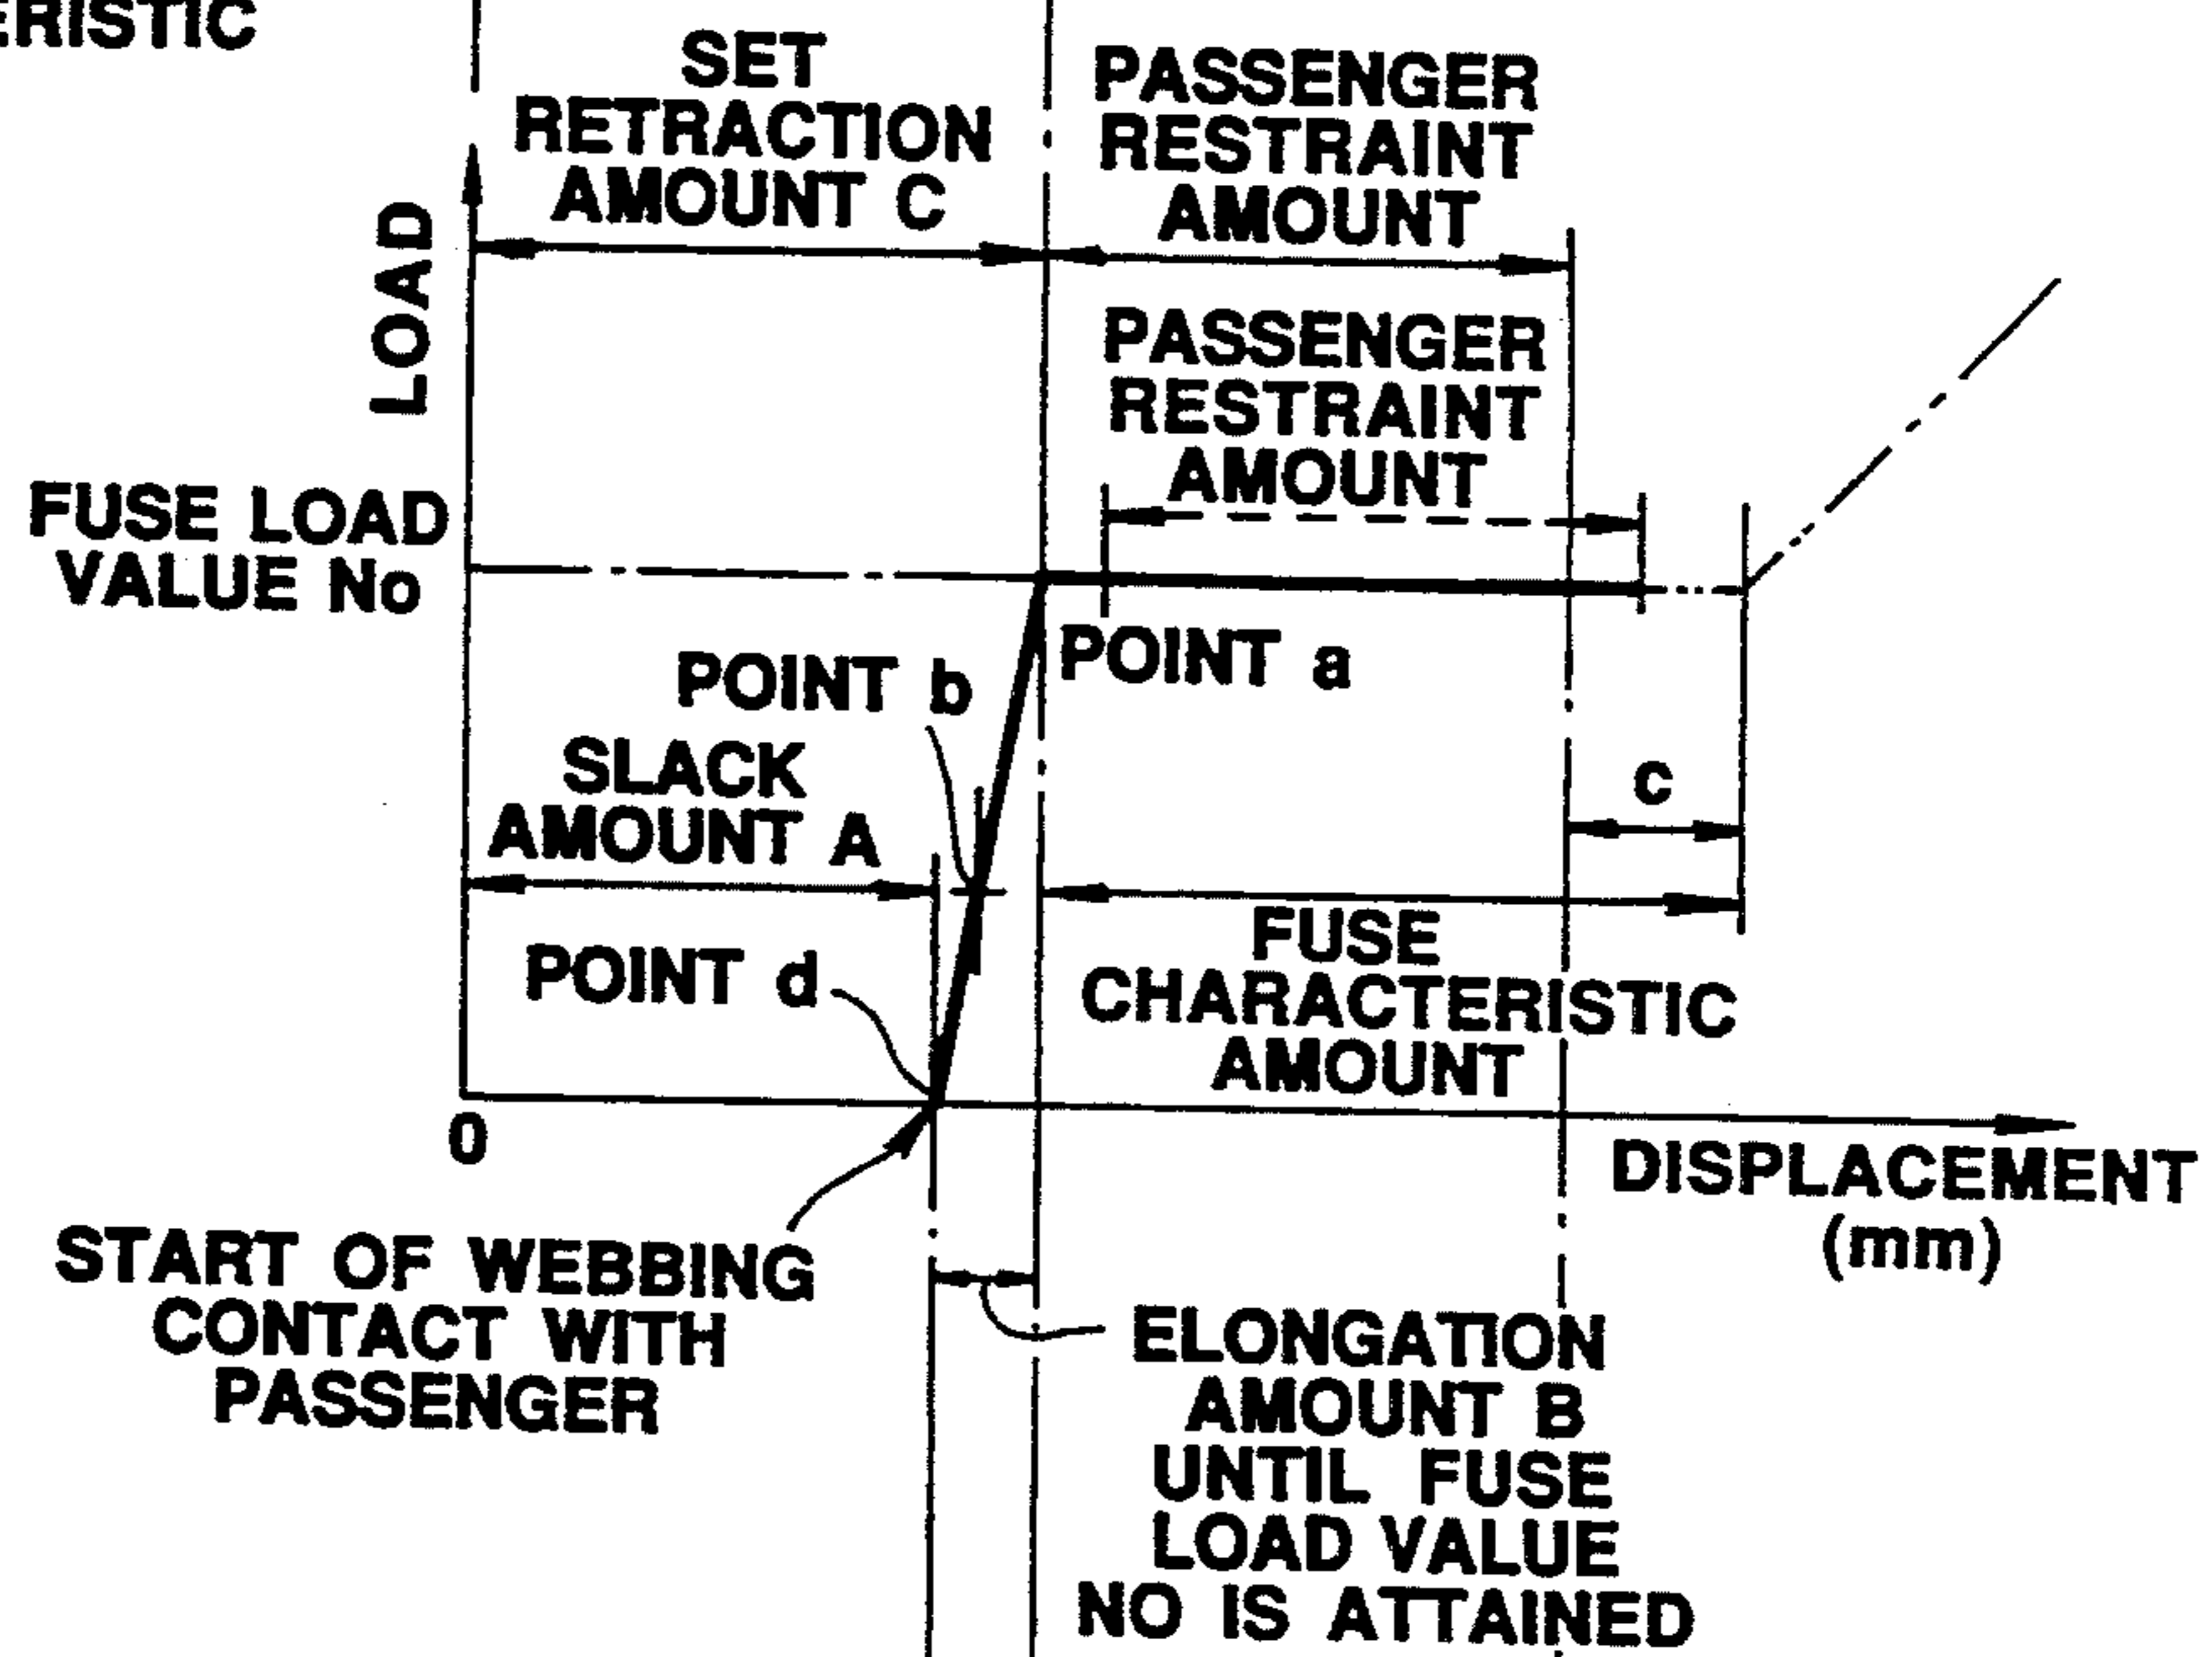 SET
RETRACTION
AMOUNT C
PASSENGER
RESTRAINT
AMOUNT
LOAD
PASSENGER
RESTRAINT
AMOUNT
FUSE LOAD
VALUE No
POINT a
POINT b
SLACK
AMOUNT A
c
POINT d
FUSE
CHARACTERISTIC
AMOUNT
0
DISPLACEMENT
(mm)
START OF WEBBING
CONTACT WITH
PASSENGER
ELONGATION
AMOUNT B
UNTIL FUSE
LOAD VALUE
NO IS ATTAINED